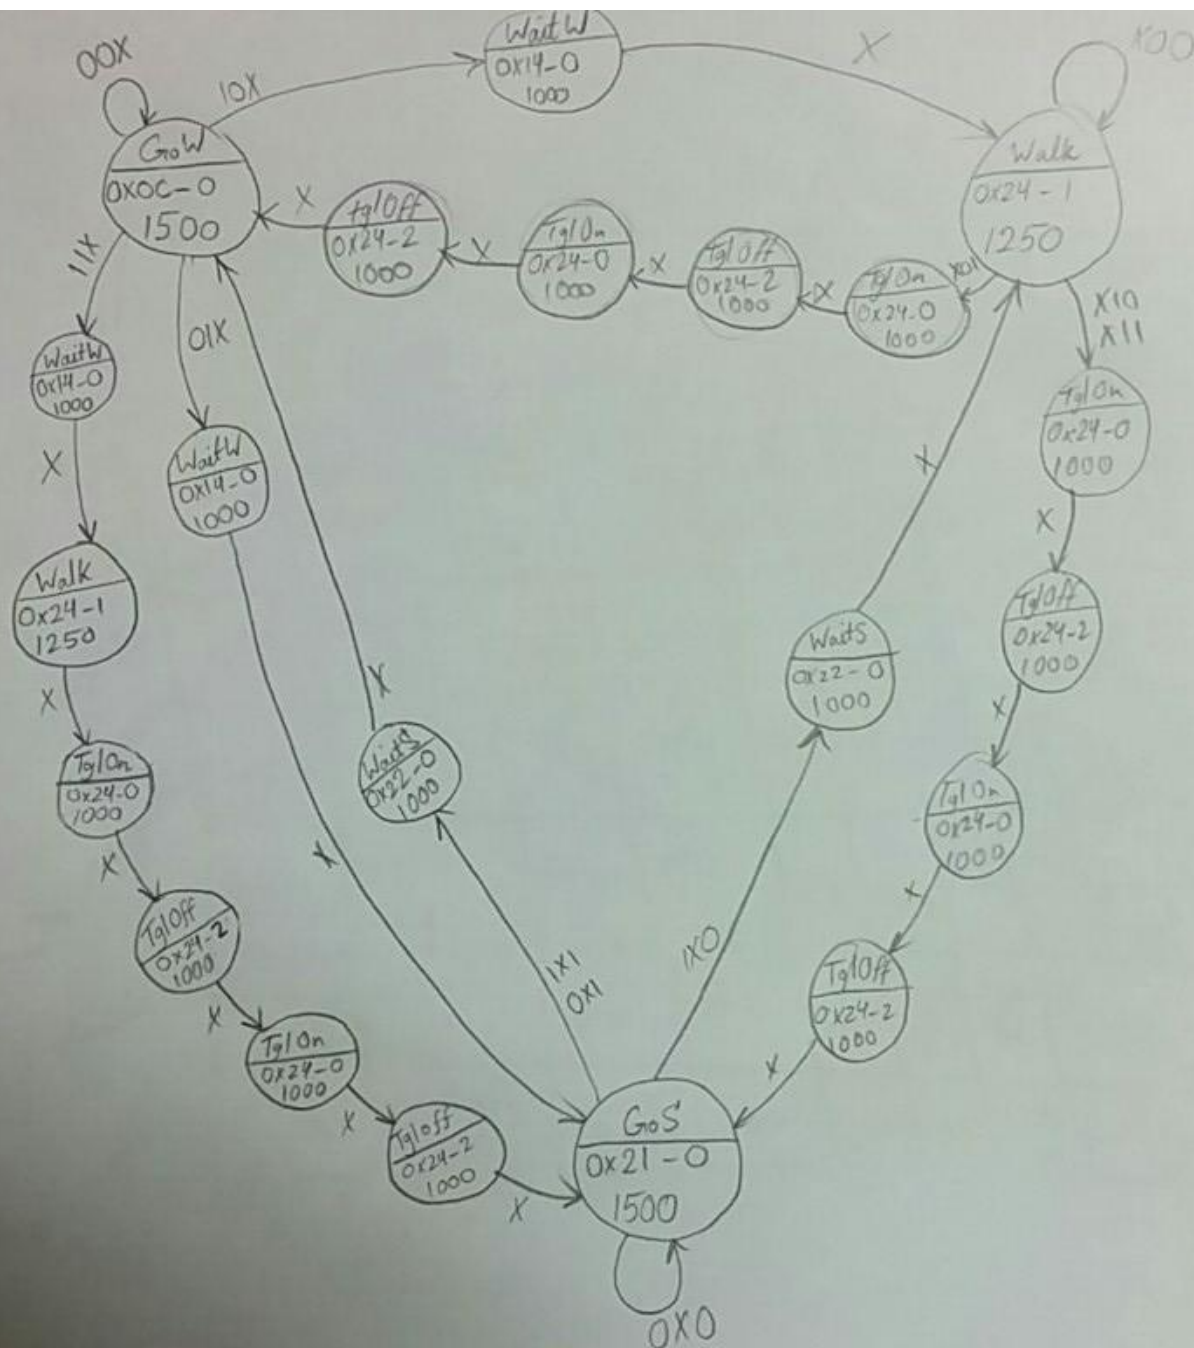 00X
10X
WaitW
0X14-0
1000
X
X00
GoW
0X0C-0
1500
X
Tgloff
0X24-2
1000
X
TglOn
0X24-0
1000
X
TglOff
0X24-2
1000
X
TglOn
0X24-0
1000
X01
Walk
0x24-1
1250
11X
01X
X10
X11
WaitW
0x14-0
1000
X
WaitW
0X14-0
1000
TglOn
0x24-0
1000
X
X
Walk
0x24-1
1250
X
TglOff
0x24-2
1000
X
WaitS
0x22-0
1000
X
WaitS
0x22-0
1000
TglOn
0x24-0
1000
X
TglOn
0x24-0
1000
X
X
X
TglOff
0x24-2
1000
X
1X1
0X1
1X0
TglOff
0x24-2
1000
X
TglOn
0x24-0
1000
X
Tgloff
0x24-2
1000
X
GoS
0x21-0
1500
0X0